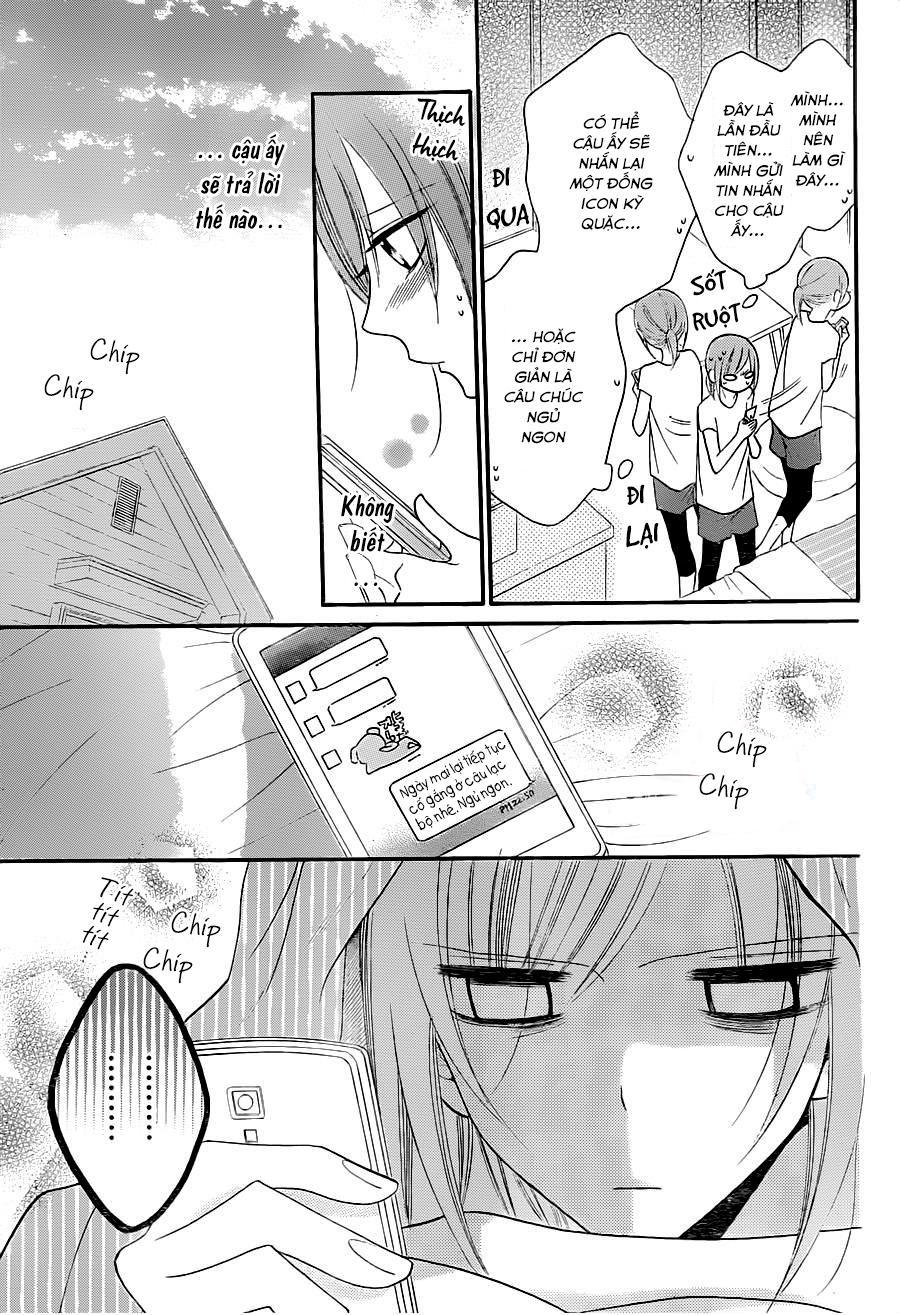 MÌNH...
MÌNH
NÊN
LÀM GÌ
ĐÂY...
ĐÂY LÀ
LẦN ĐẦU
TIÊN...
MÌNH GỬI
TIN NHẮN
CHO CẬU
ẤY...
CÓ THỂ
CẬU ẤY SẼ
NHẮN LẠI
MỘT ĐỐNG
ICON KỲ
QUẶC...
ĐI
QUA
SỐT
RUỘT
... HOẶC
CHỈ ĐƠN
GIẢN LÀ
CÂU CHÚC
NGỦ
NGON
ĐI
LẠI
Thịch
thịch
Không
biết
...
... cậu ấy
sẽ trả lời
thế nào...
Chíp
Chíp
Ngày mai lại tiếp tục
cố gắng ở câu lạc
bộ nhé. Ngủ ngon.
PM 22:50
Chíp
Chíp
Tít
tít
tít...
Chíp
Chíp
......
......